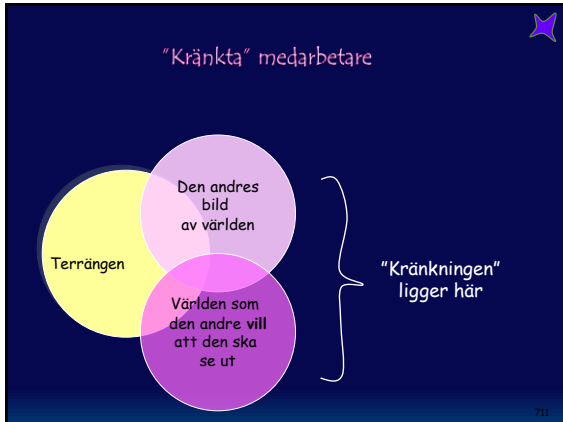 "Kränkta" medarbetare
Den andres
bild
av världen
Terrängen
"Kränkningen"
ligger här
Världen som
den andre vill
att den ska
se ut
711